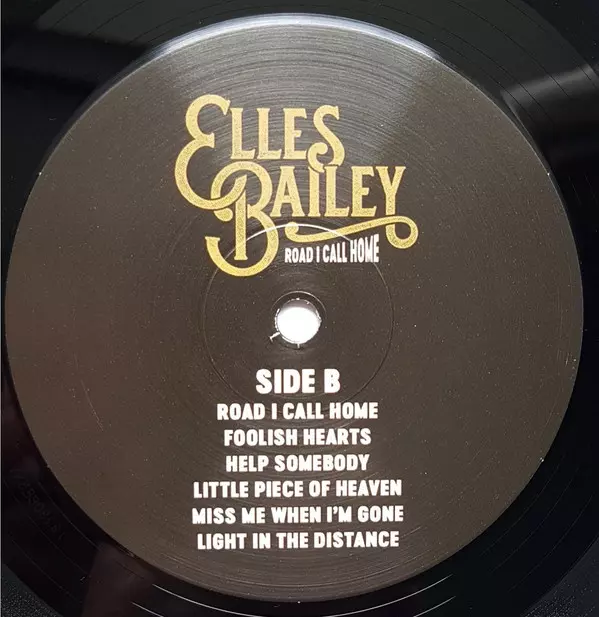 ELLES
BAILEY
ROAD I CALL HOME
SIDE B
ROAD I CALL HOME
FOOLISH HEARTS
HELP SOMEBODY
LITTLE PIECE OF HEAVEN
MISS ME WHEN I'M GONE
LIGHT IN THE DISTANCE